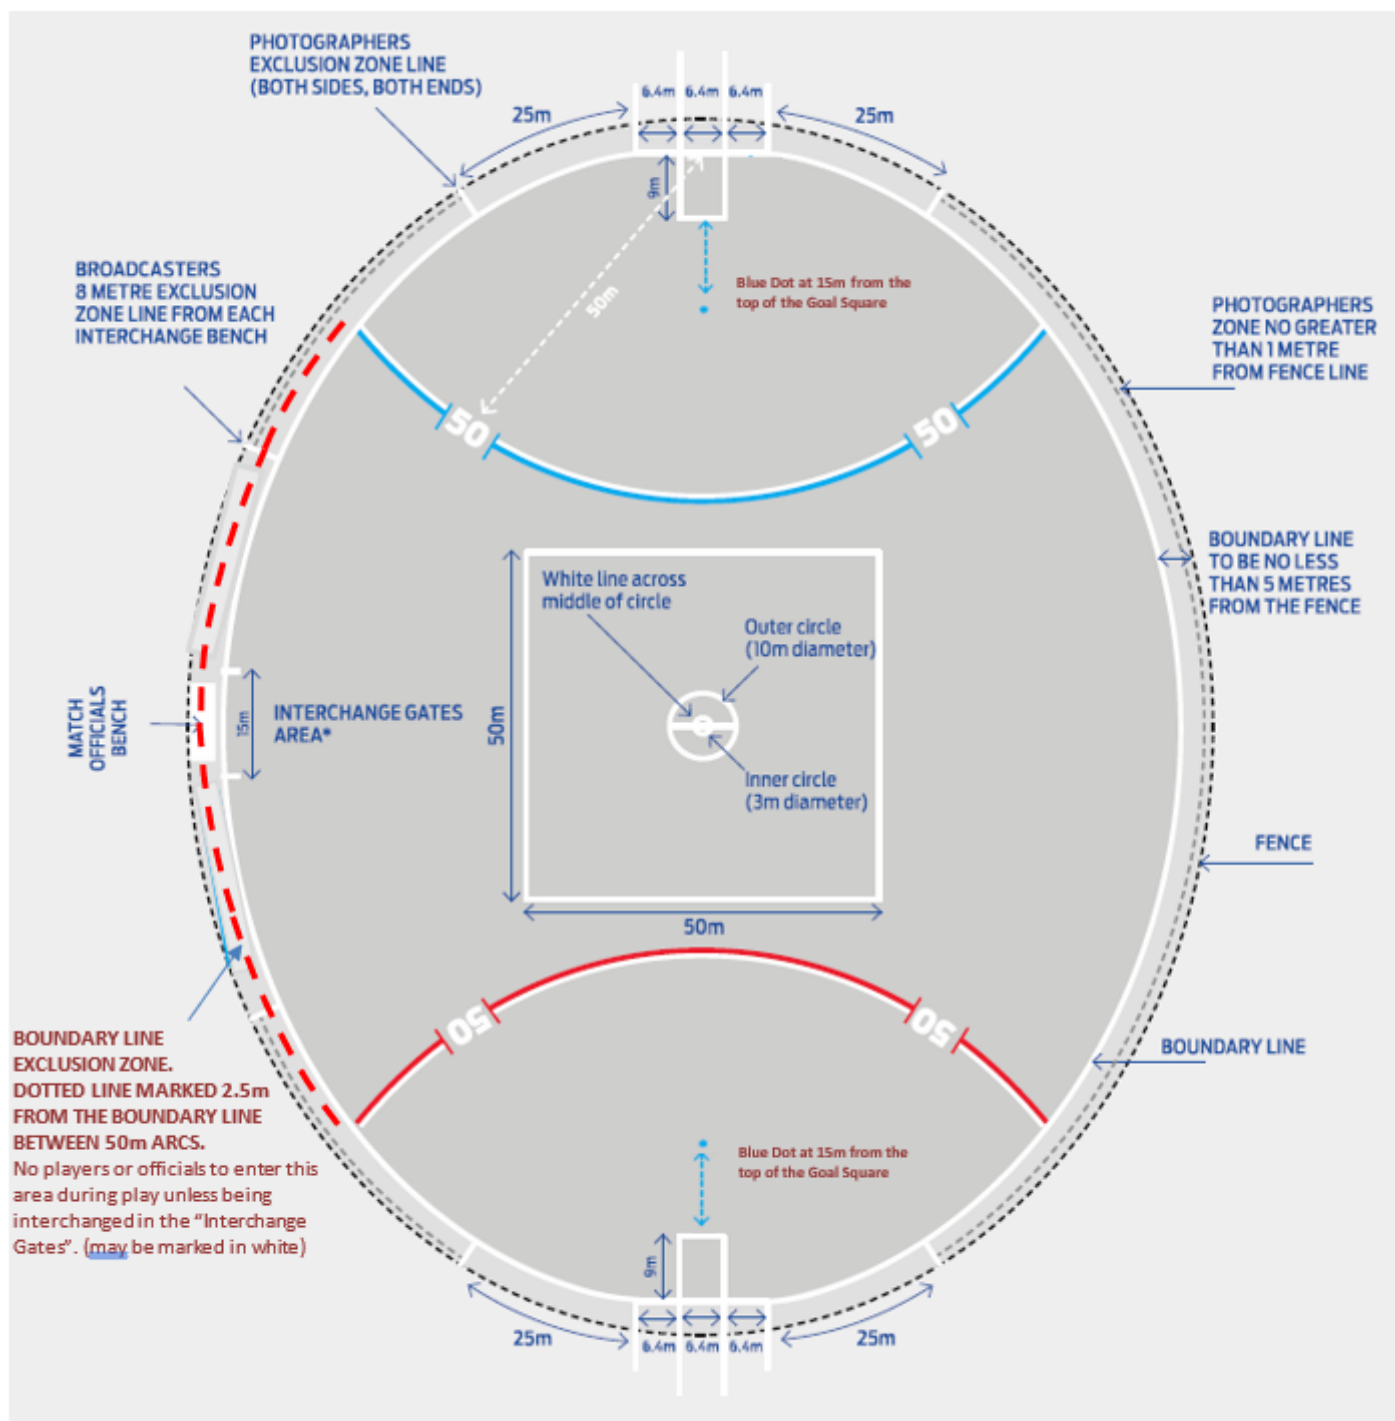 PHOTOGRAPHERS
EXCLUSION ZONE LINE
(BOTH SIDES, BOTH ENDS)
25m
6.4m 6.4m 6.4m
25m
9m
50m
Blue Dot at 15m from the
top of the Goal Square
BROADCASTERS
8 METRE EXCLUSION
ZONE LINE FROM EACH
INTERCHANGE BENCH
PHOTOGRAPHERS
ZONE NO GREATER
THAN 1 METRE
FROM FENCE LINE
50
50
BOUNDARY LINE
TO BE NO LESS
THAN 5 METRES
FROM THE FENCE
White line across
middle of circle
Outer circle
(10m diameter)
MATCH
OFFICIALS
BENCH
15m
INTERCHANGE GATES
AREA*
50m
Inner circle
(3m diameter)
FENCE
50m
50
50
BOUNDARY LINE
BOUNDARY LINE
EXCLUSION ZONE.
DOTTED LINE MARKED 2.5m
FROM THE BOUNDARY LINE
BETWEEN 50m ARCS.
No players or officials to enter this
area during play unless being
interchanged in the “Interchange
Gates”. (may be marked in white)
Blue Dot at 15m from the
top of the Goal Square
9m
25m
6.4m 6.4m 6.4m
25m